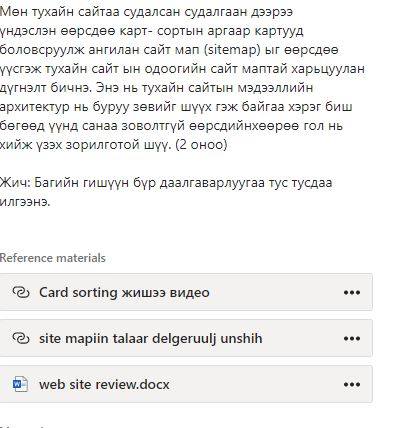 Мөн тухайн сайтаа судалсан судалгаан дээрээ
үндэслэн өөрсдөө карт- сортын аргаар картууд
боловсруулж ангилан сайт мап (sitemap) ыг өөрсдөө
үүсгэж тухайн сайт ын одоогийн сайт маптай харьцуулан
дүгнэлт бичнэ. Энэ нь тухайн сайтын мэдээллийн
архитектур нь буруу зөвийг шүүх гэж байгаа хэрэг биш
бөгөөд үүнд санаа зоволтгүй өөрсдийнхөөрөө гол нь
хийж үзэх зорилготой шүү. (2 оноо)
Жич: Багийн гишүүн бүр даалгаварлуугаа тус тусдаа
илгээнэ.
Reference materials
Card sorting жишээ видео
site mapiin talaar delgeruulj unshih
web site review.docx